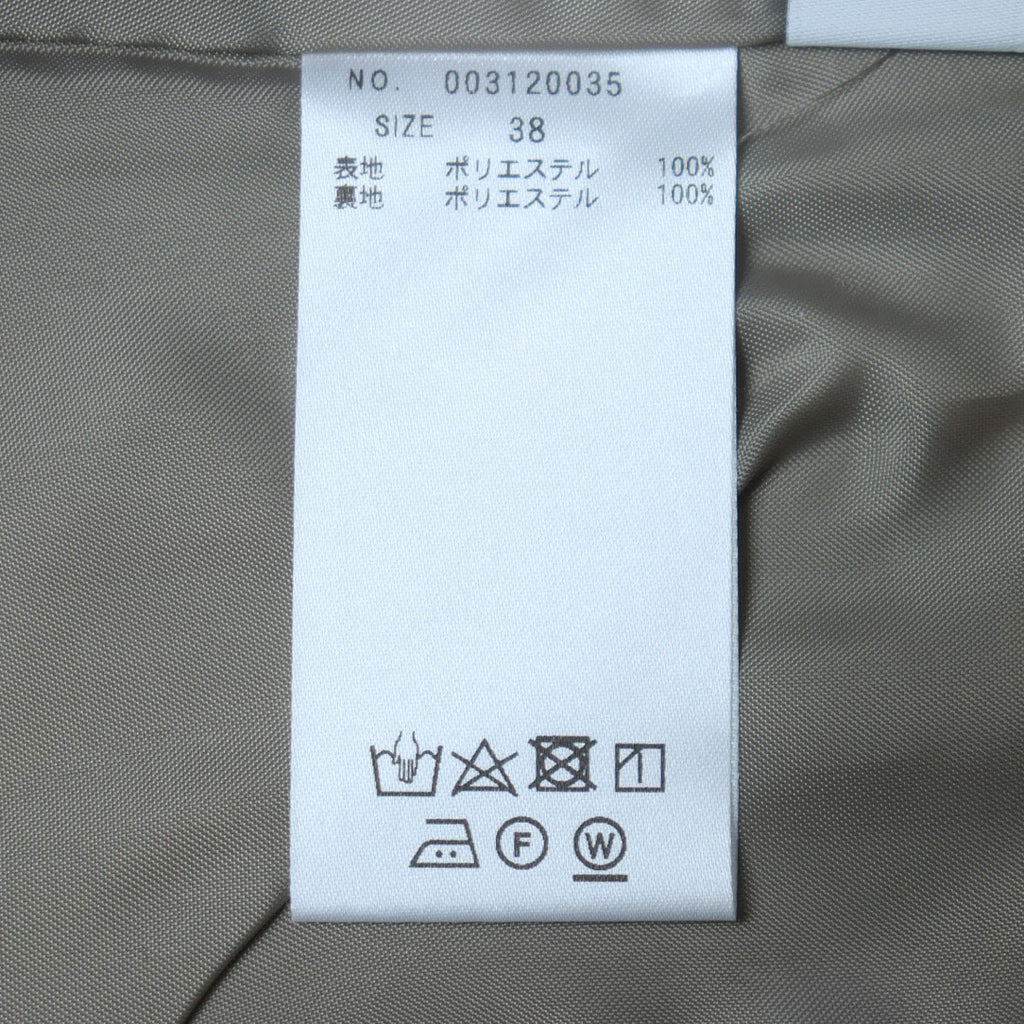 NO. 003120035
SIZE 38
表地 ポリエステル 100%
裏地 ポリエステル 100%
F W